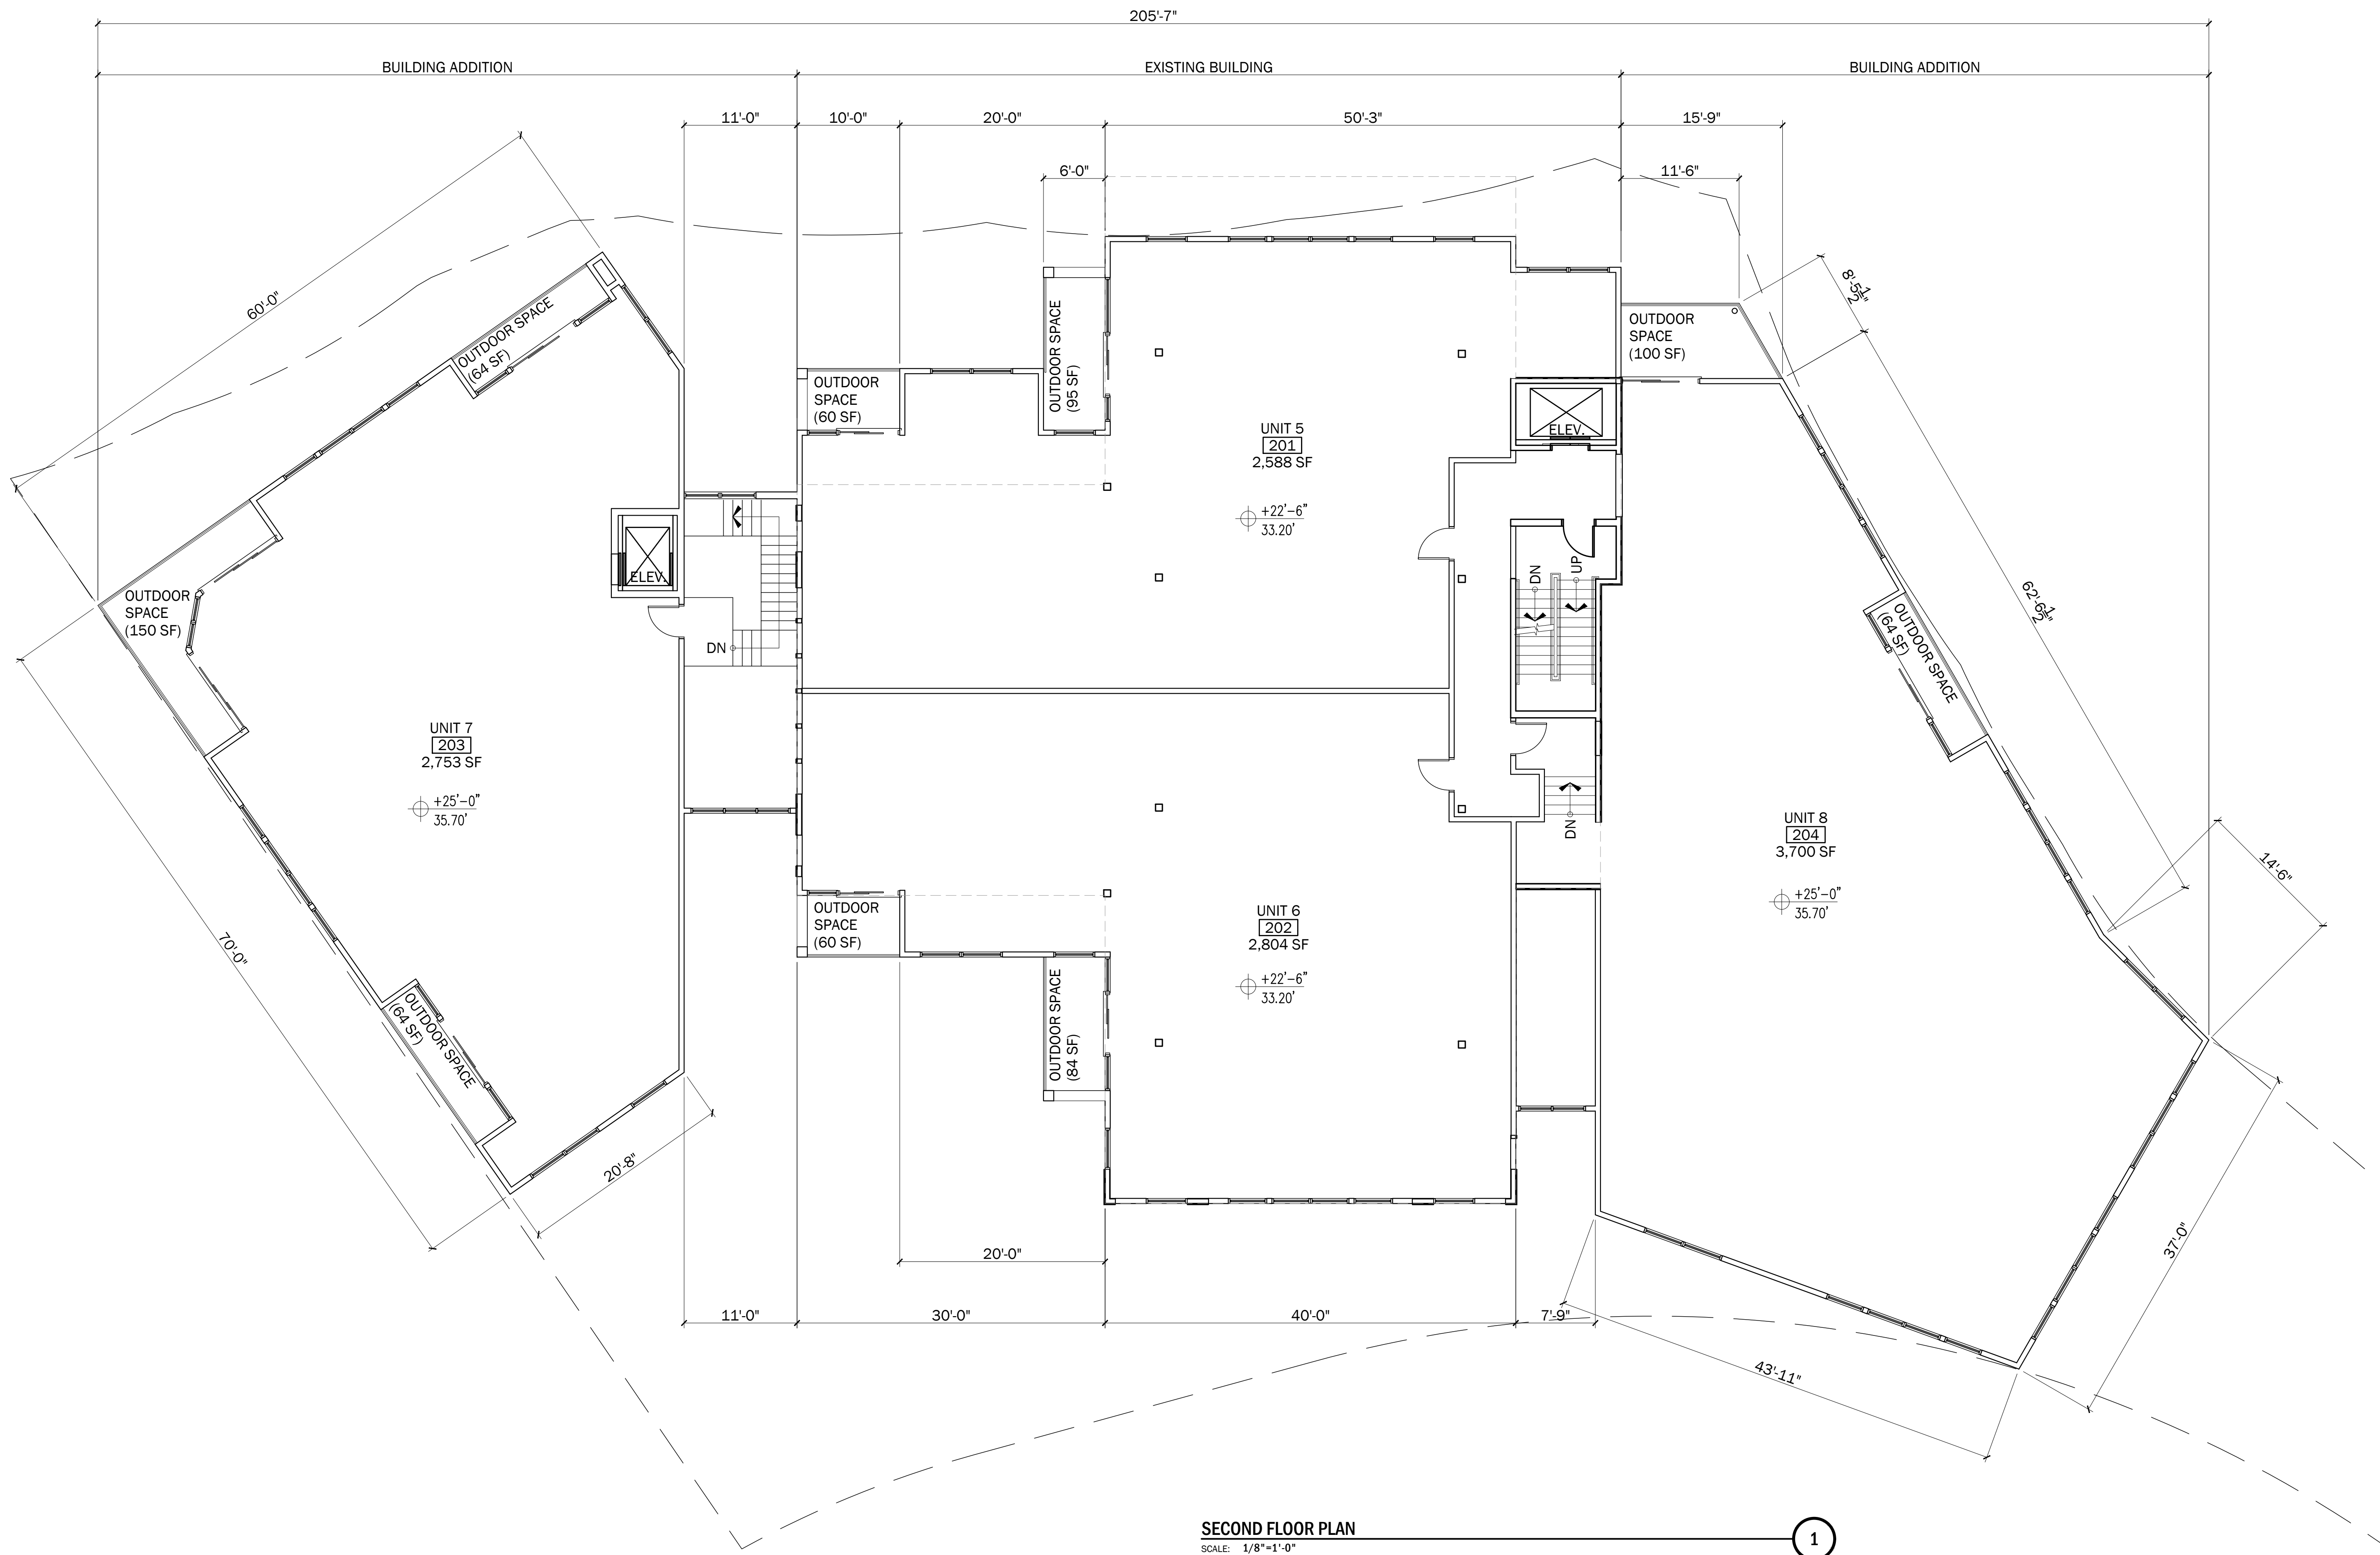 205'-7"
BUILDING ADDITION
EXISTING BUILDING
BUILDING ADDITION
11'-0"
10'-0"
20'-0"
50'-3"
15'-9"
6'-0"
11'-6"
60'-0"
8'-5 1/2"
OUTDOOR SPACE
(64 SF)
OUTDOOR SPACE
(95 SF)
OUTDOOR
SPACE
(100 SF)
OUTDOOR
SPACE
(60 SF)
UNIT 5
201
2,588 SF
ELEV.
+22'-6"
33.20'
ELEV.
DN
UP
OUTDOOR
SPACE
(150 SF)
DN
62'-6 1/2"
OUTDOOR SPACE
(64 SF)
UNIT 7
203
2,753 SF
+25'-0"
35.70'
DN
UNIT 8
204
3,700 SF
+25'-0"
35.70'
14'-6"
OUTDOOR
SPACE
(60 SF)
UNIT 6
202
2,804 SF
+22'-6"
33.20'
70'-0"
OUTDOOR SPACE
(64 SF)
OUTDOOR SPACE
(84 SF)
20'-8"
37'-0"
20'-0"
11'-0"
30'-0"
40'-0"
7'-9"
43'-11"
SECOND FLOOR PLAN
SCALE: 1/8"=1'-0"
1